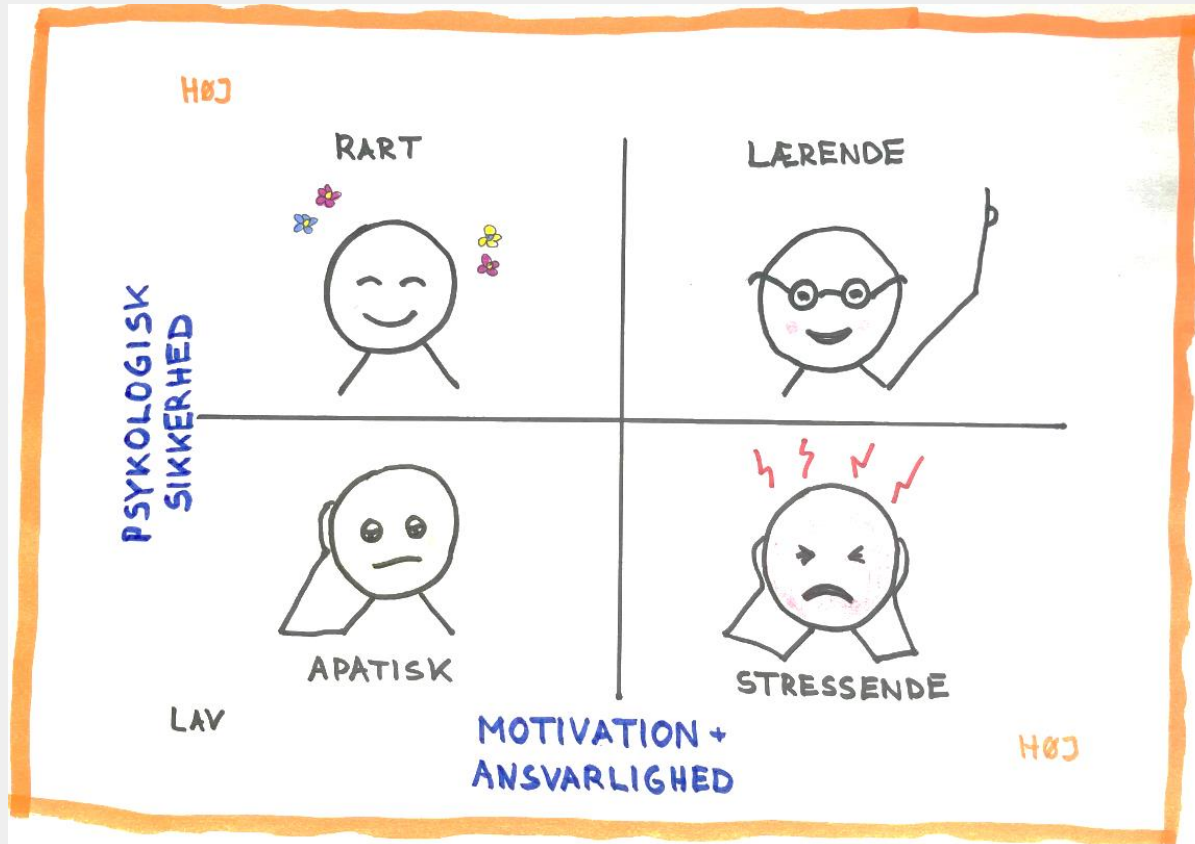 HØJ
RART
LÆRENDE
PSYKOLOGISK
SIKKERHED
APATISK
STRESSENDE
LAV
MOTIVATION +
ANSVARLIGHED
HØJ